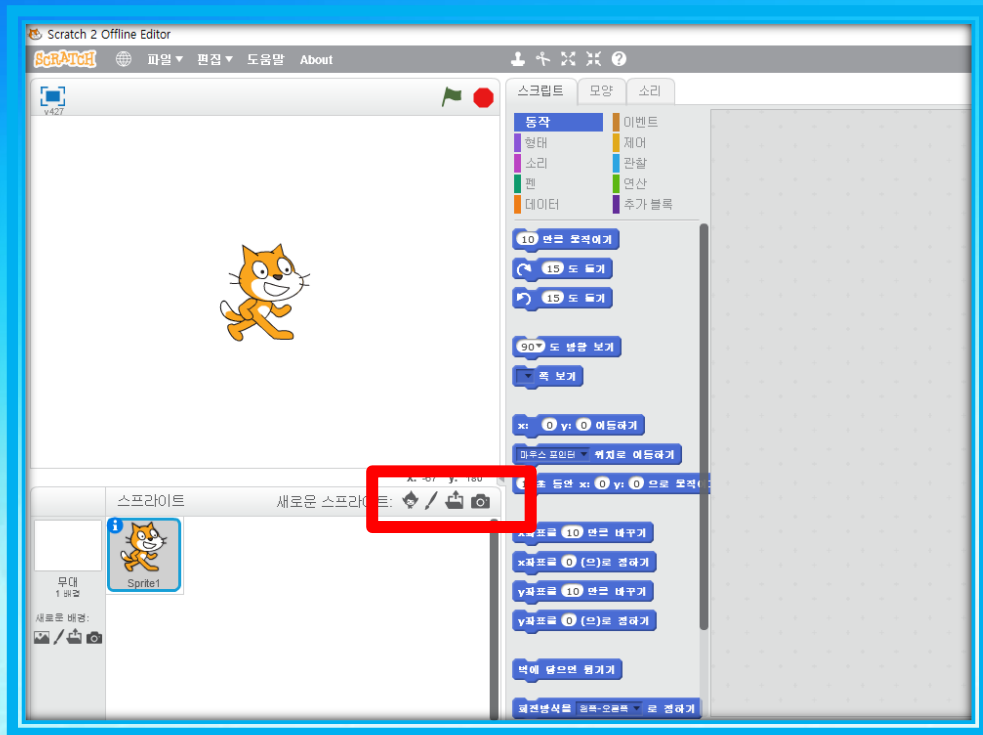 Scratch 2 Offline Editor
SCRATCH 파일 편집 도움말 About
v427
스크립트 모양 소리
동작 이벤트
형태 제어
소리 관찰
펜 연산
데이터 추가 블록
10 만큼 움직이기
15 도 돌기
15 도 돌기
90 도 방향 보기
쪽 보기
x: 0 y: 0 이동하기
마우스 포인터 위치로 이동하기
초 동안 x: 0 y: 0 으로 움직이
x좌표를 10 만큼 바꾸기
x좌표를 0 (으)로 정하기
y좌표를 10 만큼 바꾸기
y좌표를 0 (으)로 정하기
벽에 닿으면 튕기기
회전방식을 왼쪽-오른쪽 로 정하기
스프라이트 새로운 스프라이트:
Sprite1
무대
1 배경
새로운 배경: